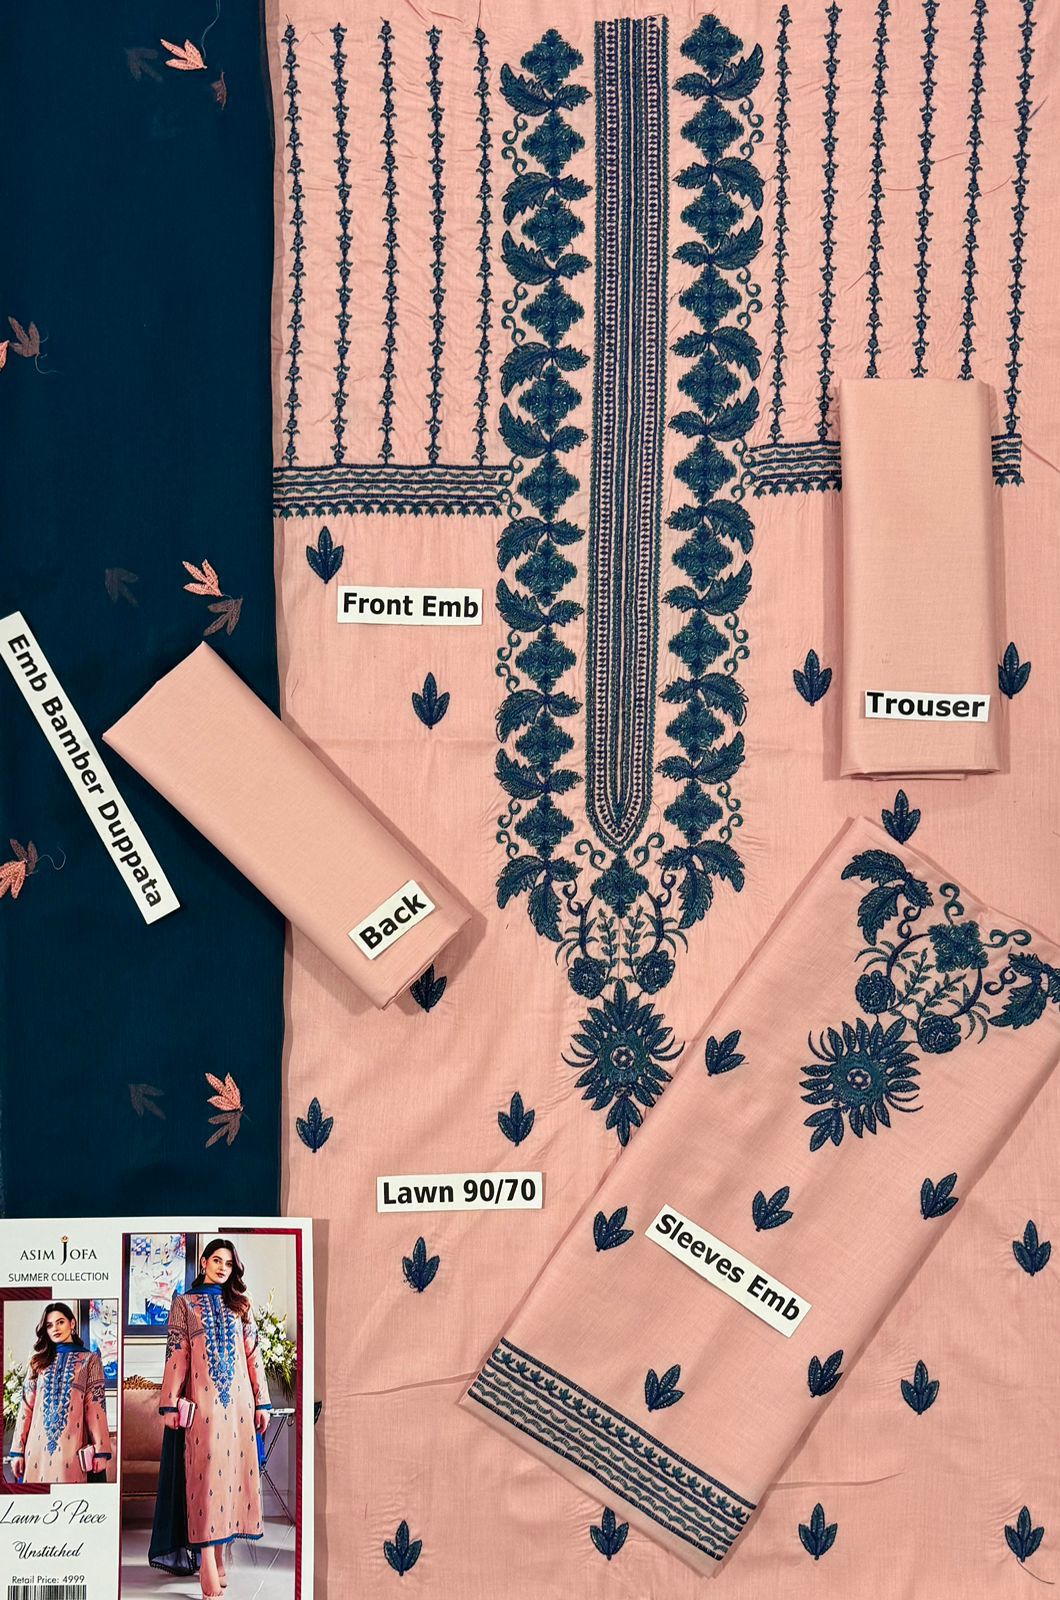 Front Emb
Trouser
Emb Bamber Duppata
Back
Lawn 90/70
Sleeves Emb
ASIM JOFA
SUMMER COLLECTION
Lawn 3 Piece
Unstitched
Retail Price: 4999